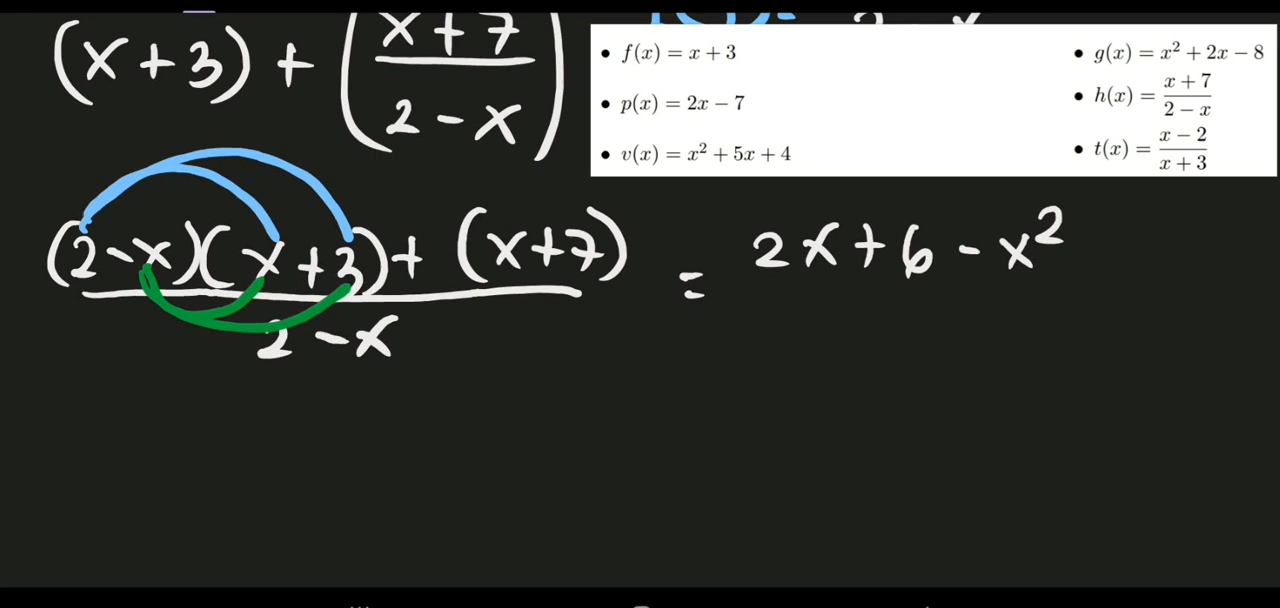 (x+3) + (x+7 / 2-x)
• f(x) = x + 3
• p(x) = 2x − 7
• v(x) = x² + 5x + 4
• g(x) = x² + 2x − 8
• h(x) = x + 7 / 2 − x
• t(x) = x − 2 / x + 3
(2-x)(x+3)+(x+7) = 2x+6-x²
2-x